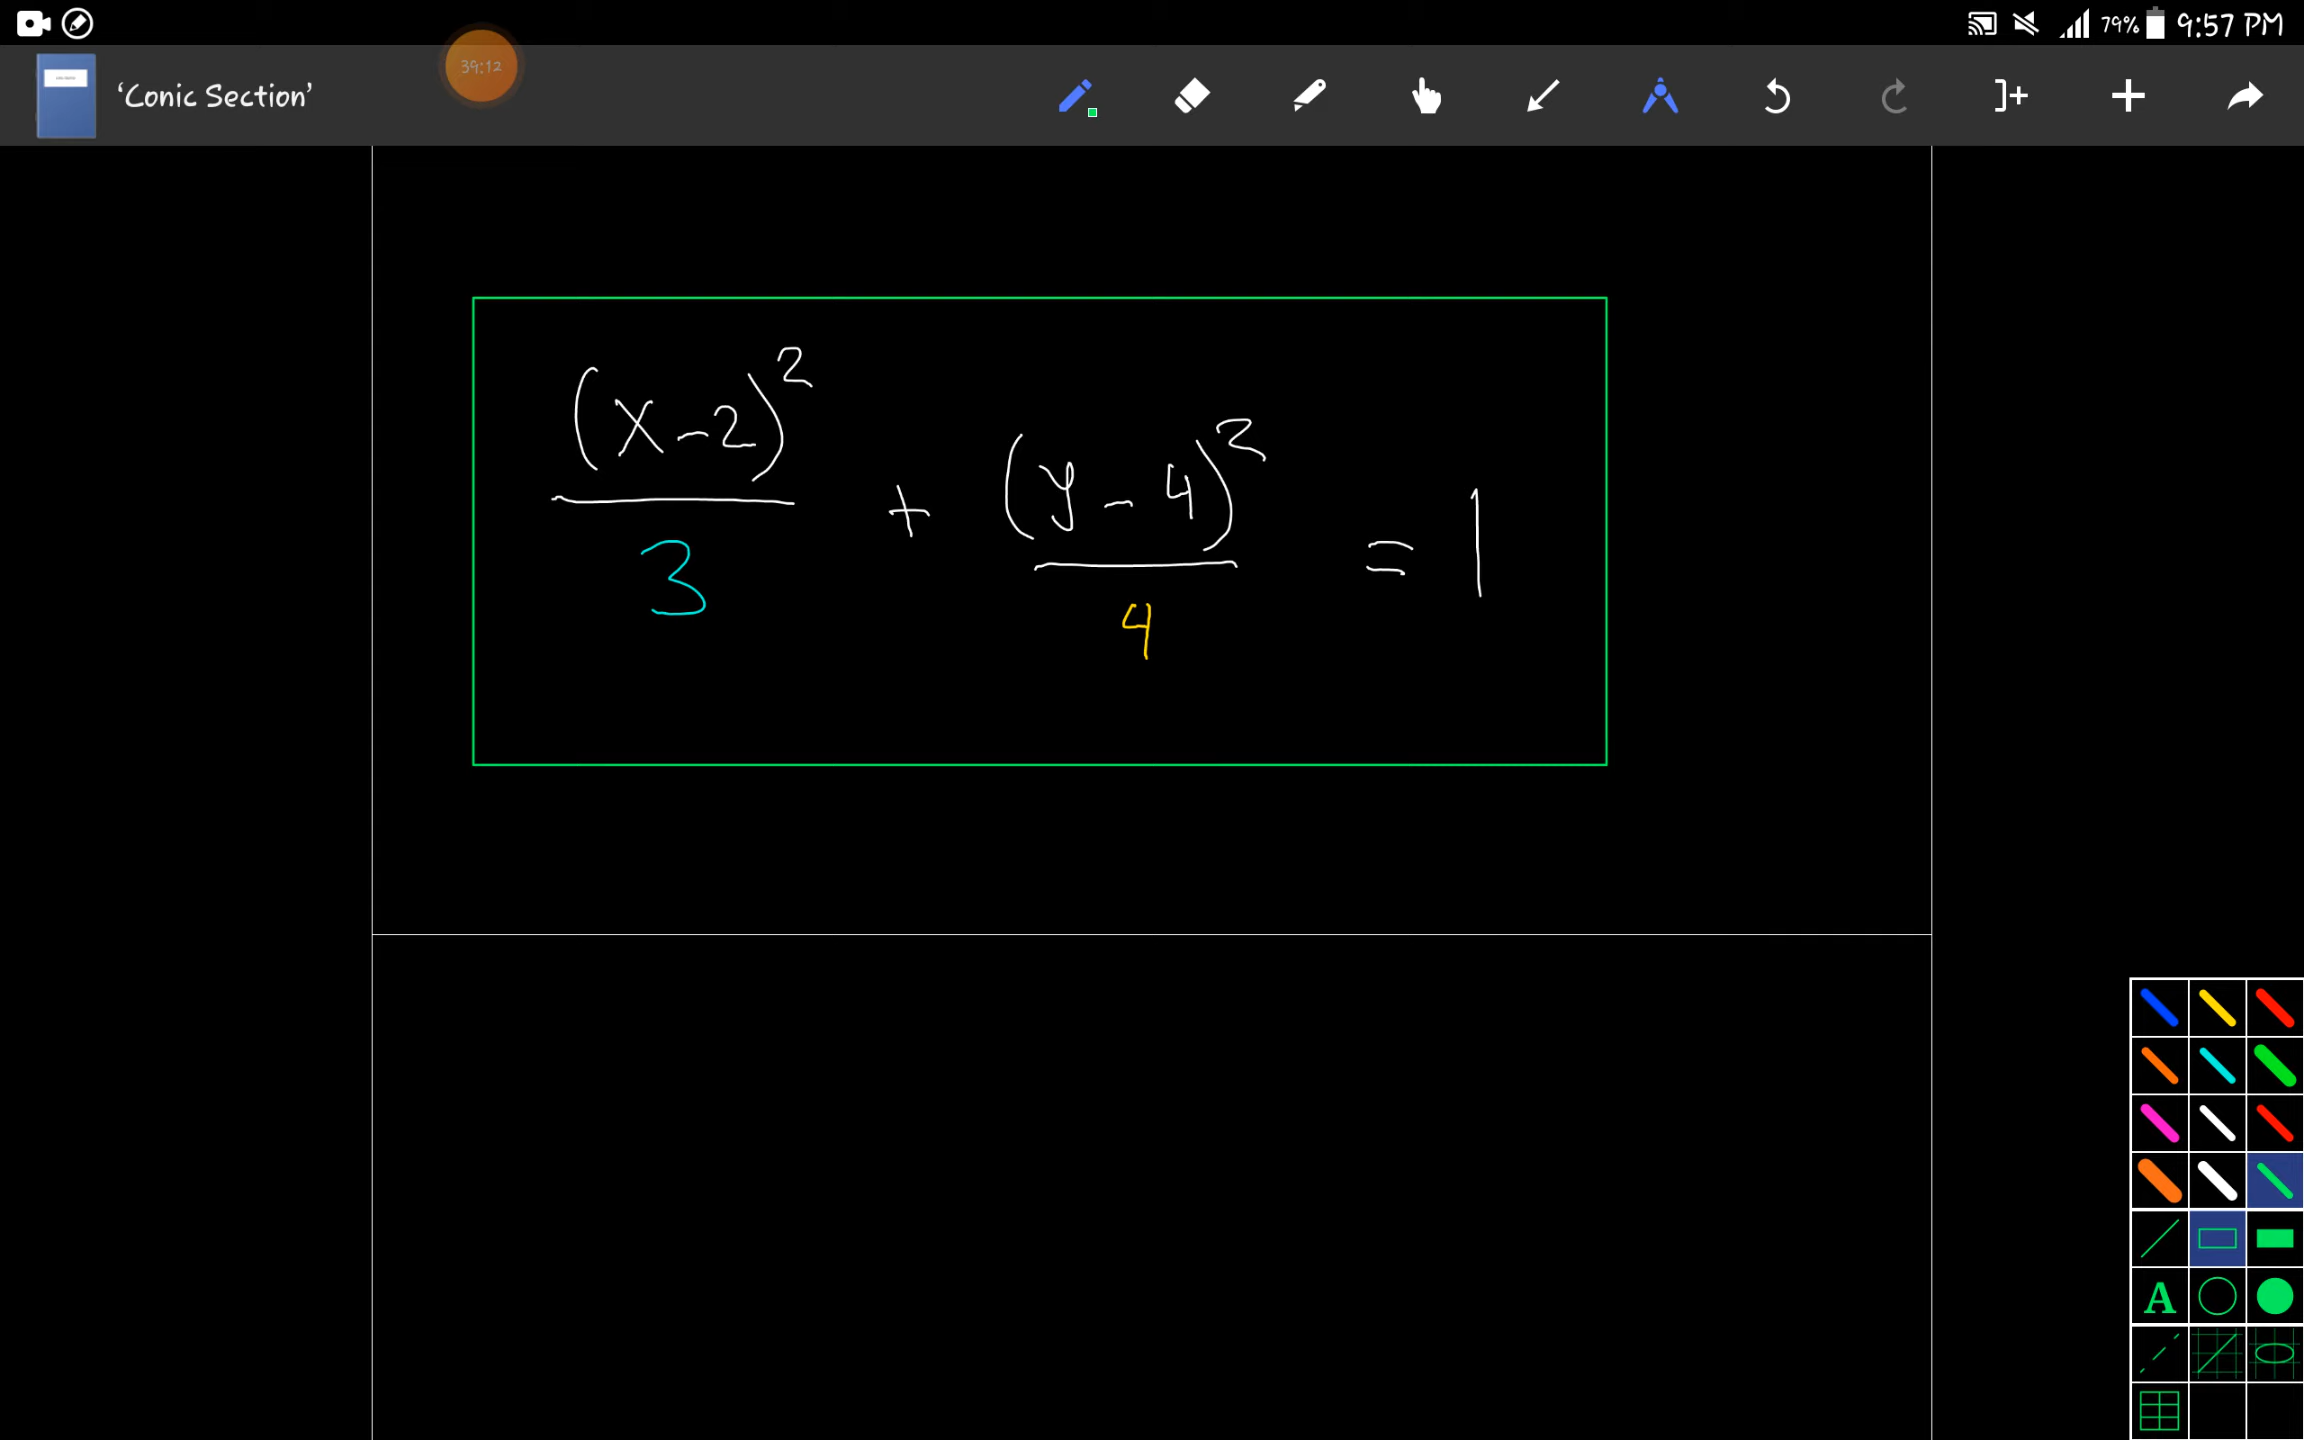 79% 9:57 PM
'Conic Section' 39:12 ]+
(x-2)² / 3 + (y-4)² / 4 = 1
A